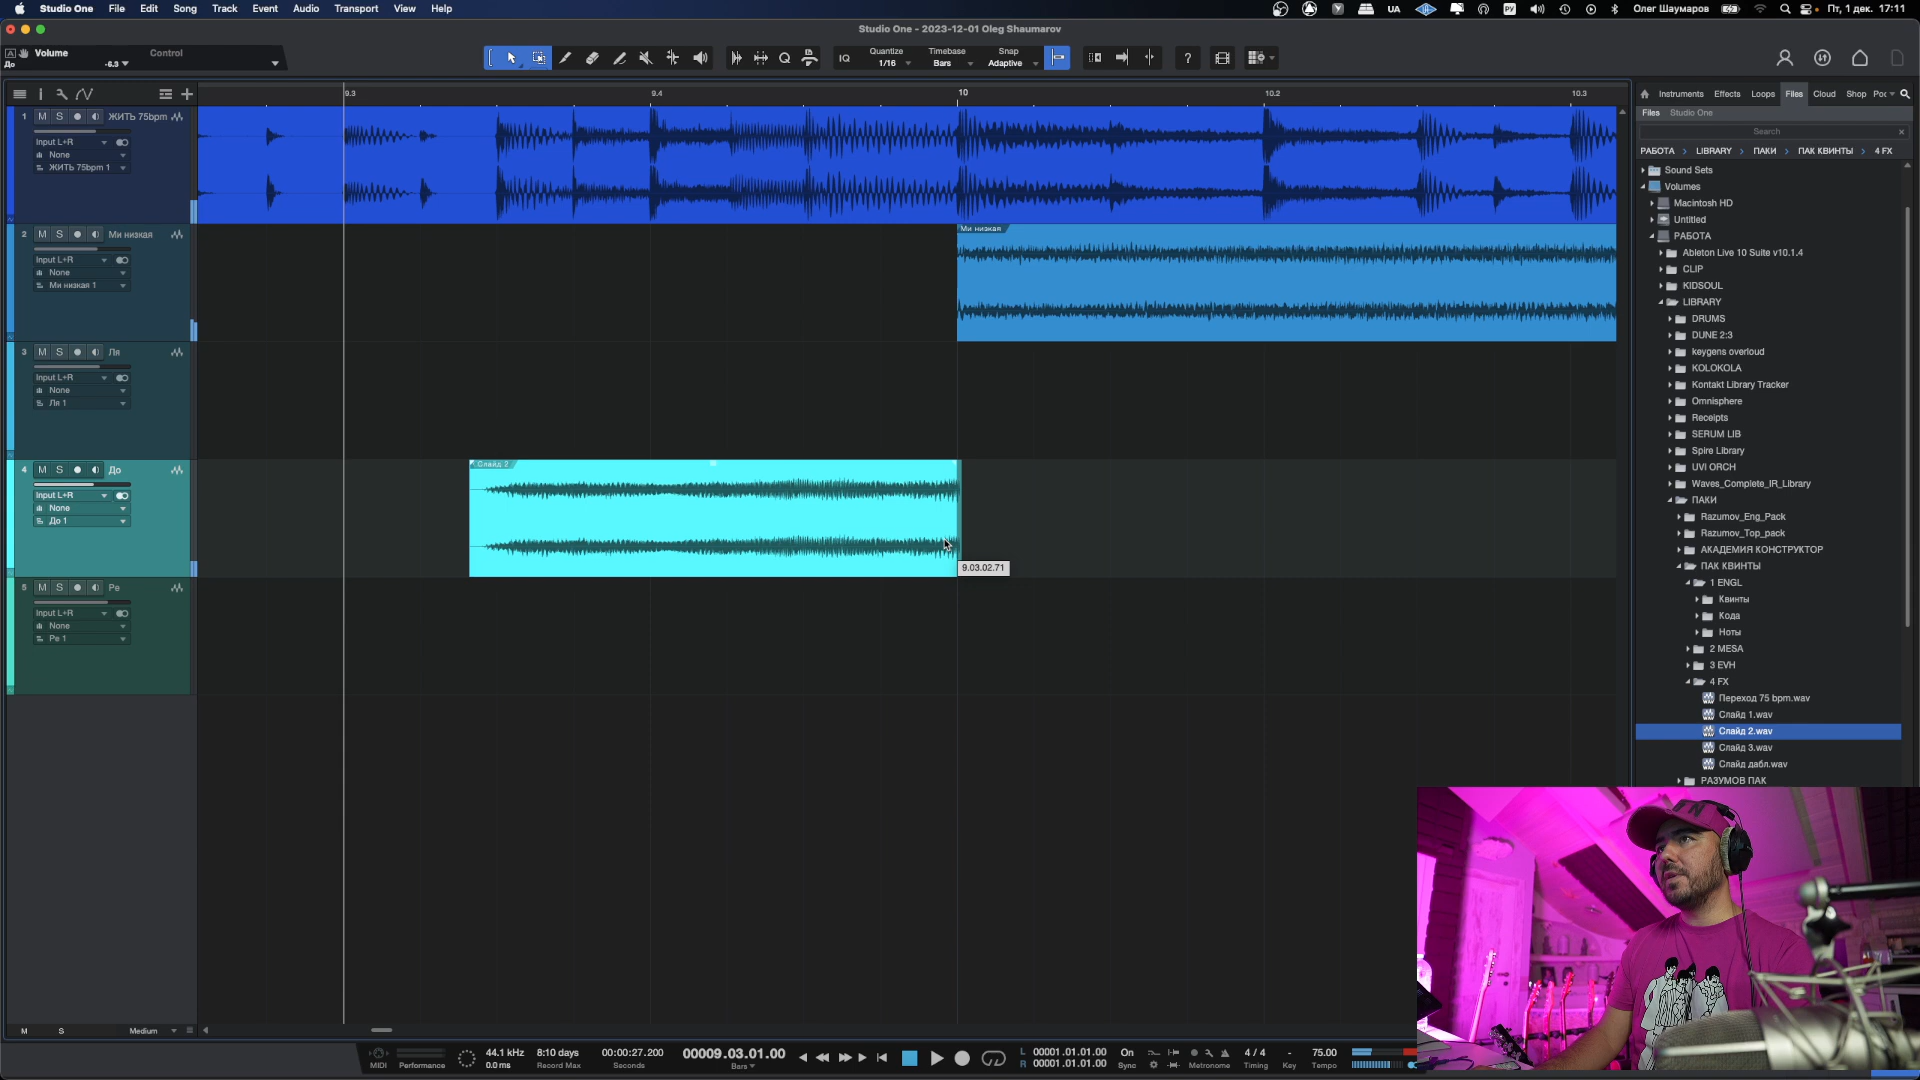 Studio One File Edit Song Track Event Audio Transport View Help
UA РУ Олег Шаумаров Пт, 1 дек. 17:11
Studio One - 2023-12-01 Oleg Shaumarov
Volume Control
До -6.3
IQ Quantize 1/16 Timebase Bars Snap Adaptive ?
9.3 9.4 10 10.2 10.3
Instruments Effects Loops Files Cloud Shop Poc
Files Studio One
Search
РАБОТА LIBRARY ПАКИ ПАК КВИНТЫ 4 FX
1 M S ЖИТЬ 75bpm
Input L+R
None
ЖИТЬ 75bpm 1
2 M S Ми низкая
Input L+R
None
Ми низкая 1
Ми низкая
3 M S Ля
Input L+R
None
Ля 1
4 M S До
Input L+R
None
До 1
Слайд 2
9.03.02.71
5 M S Ре
Input L+R
None
Ре 1
Sound Sets
Volumes
Macintosh HD
Untitled
РАБОТА
Ableton Live 10 Suite v10.1.4
CLIP
KIDSOUL
LIBRARY
DRUMS
DUNE 2:3
keygens overloud
KOLOKOLA
Kontakt Library Tracker
Omnisphere
Receipts
SERUM LIB
Spire Library
UVI ORCH
Waves_Complete_IR_Library
ПАКИ
Razumov_Eng_Pack
Razumov_Top_pack
АКАДЕМИЯ КОНСТРУКТОР
ПАК КВИНТЫ
1 ENGL
Квинты
Кода
Ноты
2 MESA
3 EVH
4 FX
Переход 75 bpm.wav
Слайд 1.wav
Слайд 2.wav
Слайд 3.wav
Слайд дабл.wav
РАЗУМОВ ПАК
M S Medium
MIDI Performance
44.1 kHz
0.0 ms
8:10 days
Record Max
00:00:27.200
Seconds
00009.03.01.00
Bars
L 00001.01.01.00
R 00001.01.01.00
On
Sync
Metronome
4 / 4
Timing
-
Key
75.00
Tempo